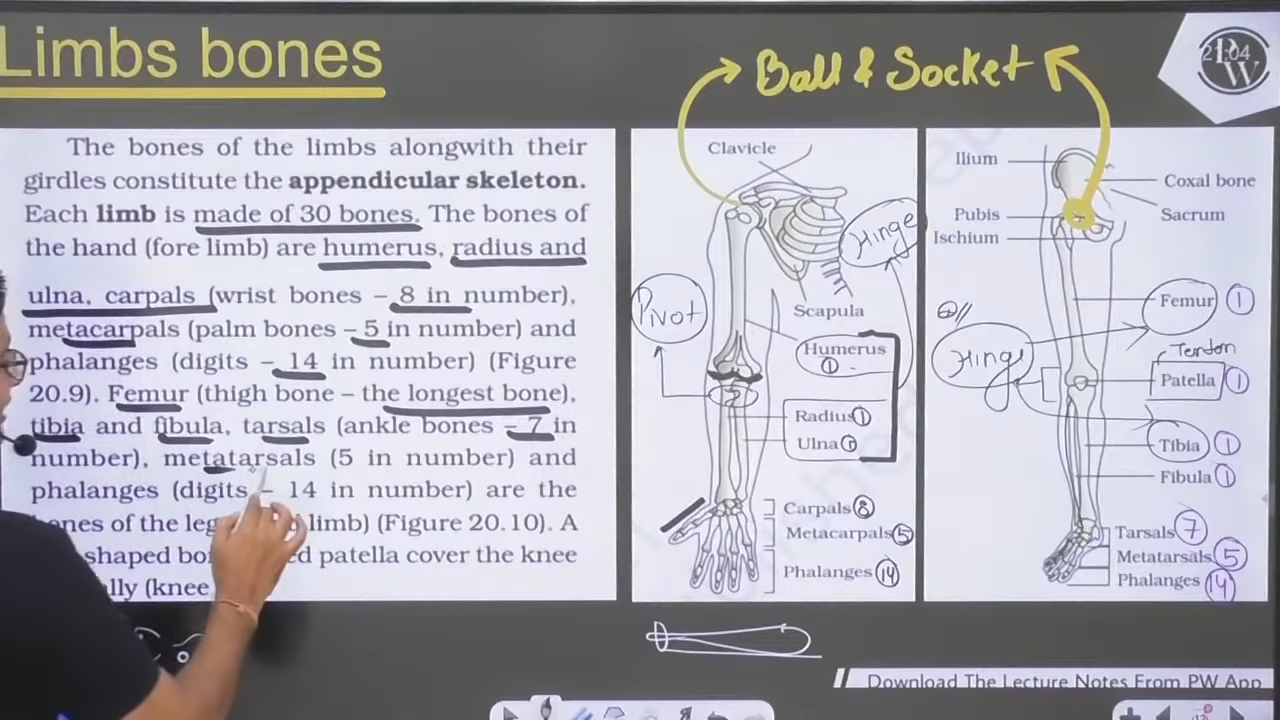 Limbs bones
The bones of the limbs alongwith their
girdles constitute the appendicular skeleton.
Each limb is made of 30 bones. The bones of
the hand (fore limb) are humerus, radius and
ulna, carpals (wrist bones – 8 in number),
metacarpals (palm bones – 5 in number) and
phalanges (digits – 14 in number) (Figure
20.9). Femur (thigh bone – the longest bone),
tibia and fibula, tarsals (ankle bones – 7 in
number), metatarsals (5 in number) and
phalanges (digits – 14 in number) are the
of the limb) (Figure 20.10). A
shaped patella cover the knee
(knee
Ball & Socket
Clavicle
Hinge
Pivot
Scapula
Humerus 1
Radius 1
Ulna 1
Carpals 8
Metacarpals 5
Phalanges 14
Ilium
Coxal bone
Pubis
Sacrum
Ischium
Femur 1
Hinge
Tendon
Patella 1
Tibia 1
Fibula 1
Tarsals 7
Metatarsals 5
Phalanges 14
21:04
PW
Download The Lecture Notes From PW App